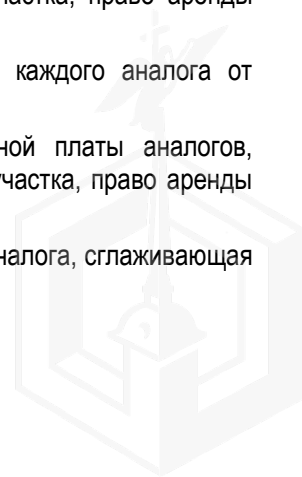 участка, право аренды
каждого аналога от
ной платы аналогов,
участка, право аренды
налога, сглаживающая